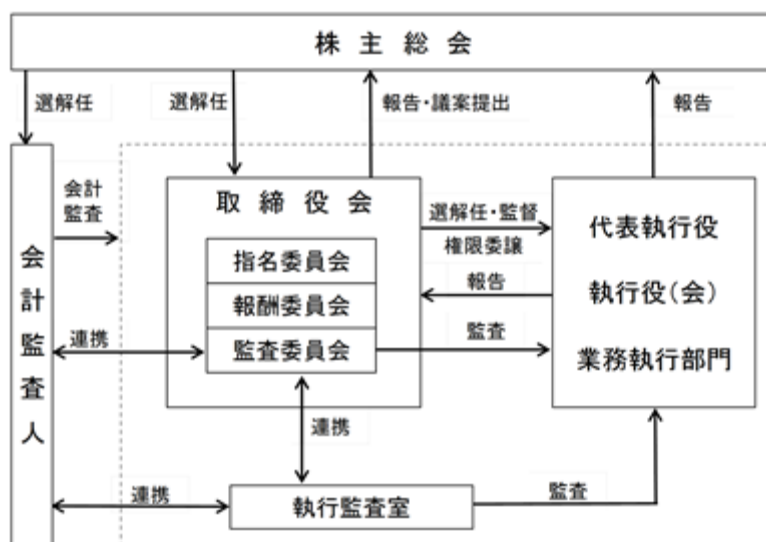 株主総会
選解任
選解任
報告・議案提出
報告
会計
監査
取締役会
選解任・監督
権限委譲
報告
代表執行役
執行役(会)
業務執行部門
指名委員会
報酬委員会
監査委員会
監査
会計監査人
連携
連携
連携
執行監査室
監査